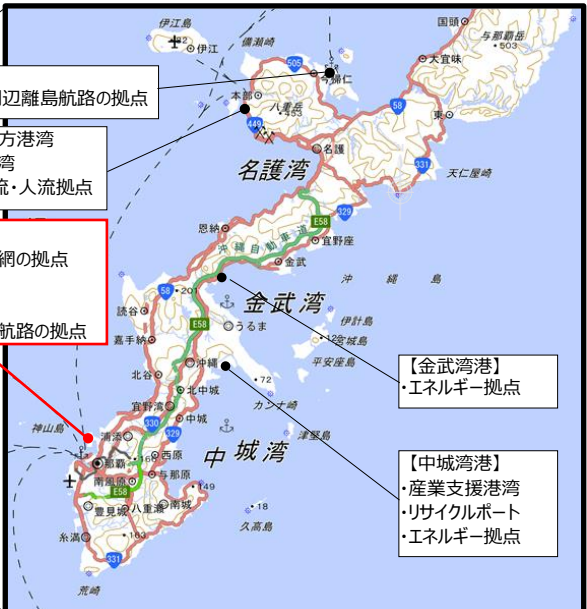 国頭
与那覇岳
・503
伊江島
伊江
備瀬崎
505
今帰仁
大宜味
辺離島航路の拠点
本部
八重岳
・453
58
449
東
方港湾
湾
流・人流拠点
名護
331
天仁屋崎
名護湾
329
恩納
E58
宜野座
網の拠点
沖縄自動車道
金武
58
・201
沖縄島
航路の拠点
読谷
金武湾
伊計島
うるま
E58
宮城島
嘉手納
平安座島
【金武湾港】
・エネルギー拠点
北谷
沖縄
・72
北中城
カンナ崎
宜野湾
330
329
中城
津堅島
神山島
浦添
中城湾
西原
那覇
【中城湾港】
・産業支援港湾
・リサイクルポート
・エネルギー拠点
与那原
南風原
E58
・149
豊見城
八重瀬
南城
・18
久高島
糸満
・163
331
荒崎